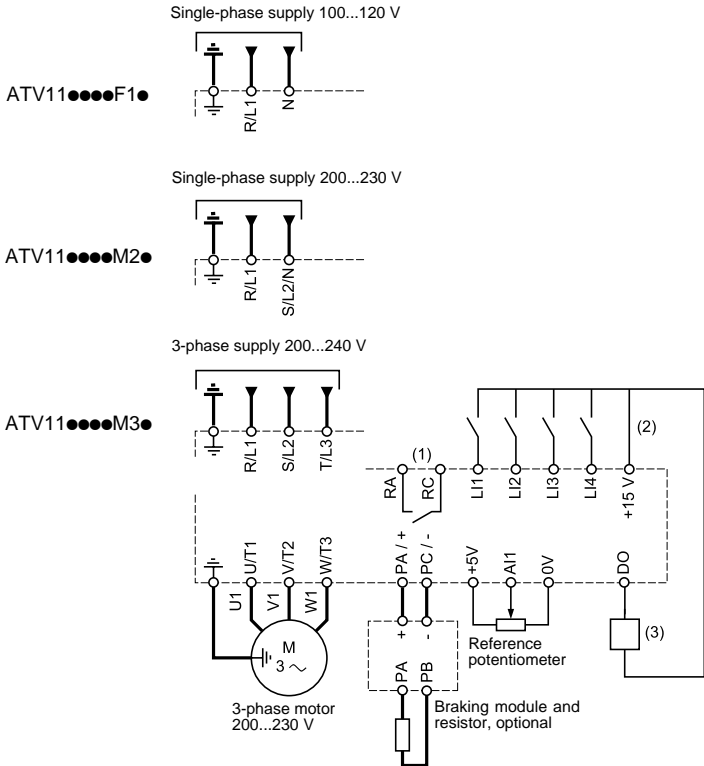 Single-phase supply 100...120 V
ATV11●●●●F1●
R/L1
N
Single-phase supply 200...230 V
ATV11●●●●M2●
R/L1
S/L2/N
3-phase supply 200...240 V
ATV11●●●●M3●
R/L1
S/L2
T/L3
(1)
(2)
RA
RC
LI1
LI2
LI3
LI4
+15 V
U/T1
V/T2
W/T3
PA / +
PC / -
+5V
AI1
0V
DO
U1
V1
W1
+
-
(3)
M
3 ~
Reference
potentiometer
PA
PB
3-phase motor
200...230 V
Braking module and
resistor, optional